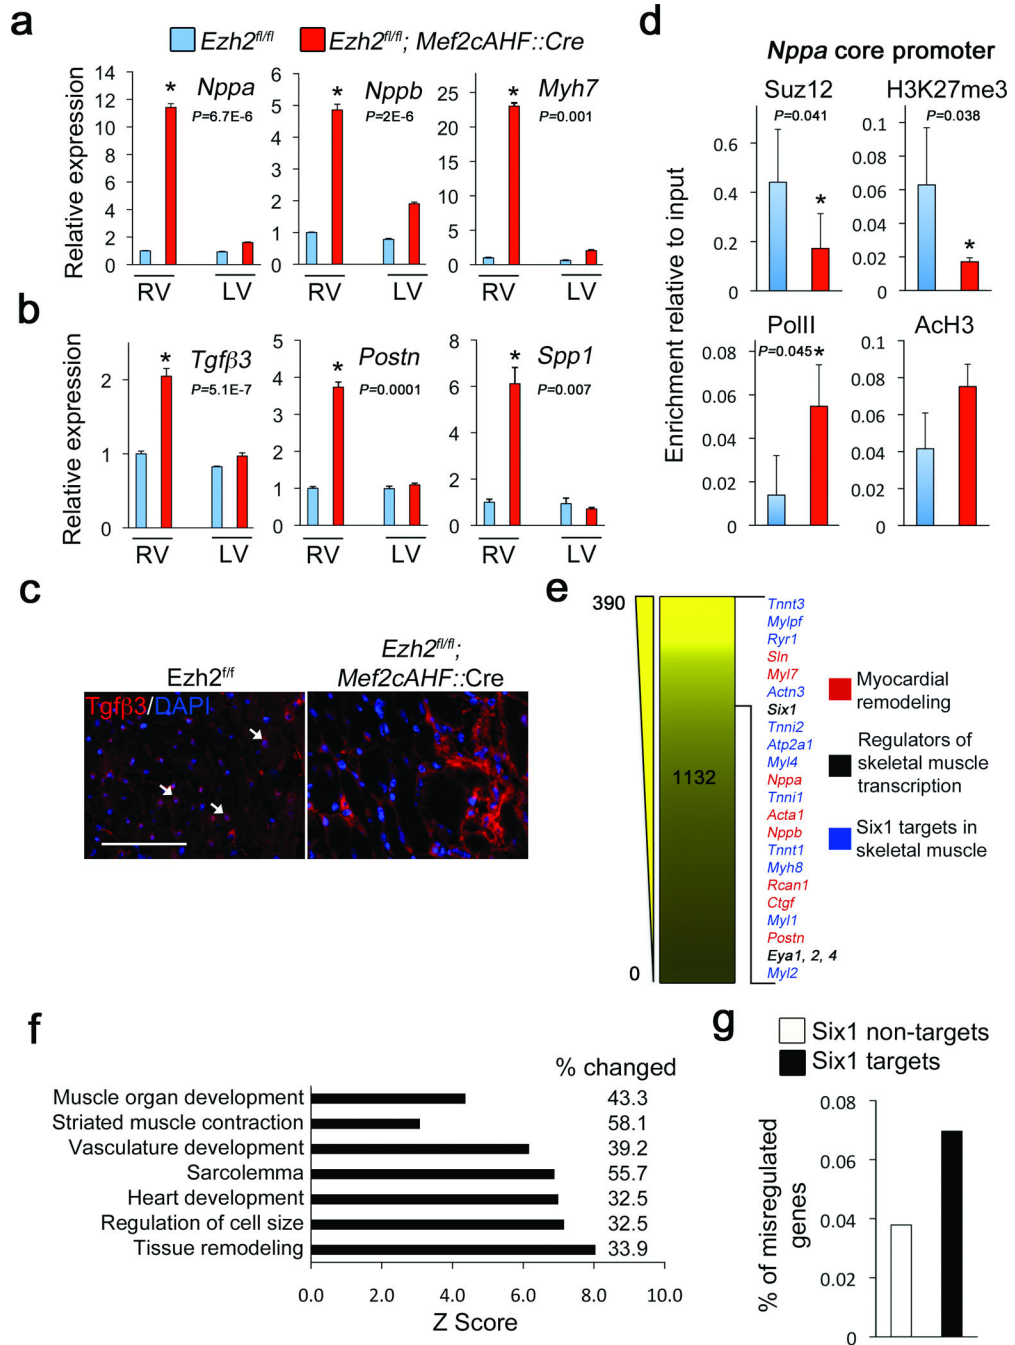 a
Ezh2fl/fl Ezh2fl/fl; Mef2cAHF::Cre
Relative expression
14
12
10
8
6
4
2
0
Nppa
*
P=6.7E-6
RV LV
6
5
4
3
2
1
0
Nppb
*
P=2E-6
RV LV
25
20
15
10
5
0
Myh7
*
P=0.001
RV LV
b
Relative expression
2
1
0
Tgfβ3
*
P=5.1E-7
RV LV
5
4
3
2
1
0
Postn
*
P=0.0001
RV LV
8
6
4
2
0
Spp1
*
P=0.007
RV LV
c
Ezh2f/f
Ezh2fl/fl;
Mef2cAHF::Cre
Tgfβ3/DAPI
d
Nppa core promoter
Enrichment relative to input
Suz12
P=0.041
*
0.6
0.4
0.2
0
H3K27me3
P=0.038
*
0.1
0.08
0.06
0.04
0.02
0
PolII
P=0.045
*
0.08
0.06
0.04
0.02
0
AcH3
0.1
0.08
0.06
0.04
0.02
0
e
390
1132
0
Tnnt3
Mylpf
Ryr1
Sln
Myl7
Actn3
Six1
Tnni2
Atp2a1
Myl4
Nppa
Tnni1
Acta1
Nppb
Tnnt1
Myh8
Rcan1
Ctgf
Myl1
Postn
Eya1, 2, 4
Myl2
Myocardial
remodeling
Regulators of
skeletal muscle
transcription
Six1 targets in
skeletal muscle
f
% changed
Muscle organ development 43.3
Striated muscle contraction 58.1
Vasculature development 39.2
Sarcolemma 55.7
Heart development 32.5
Regulation of cell size 32.5
Tissue remodeling 33.9
0.0 2.0 4.0 6.0 8.0 10.0
Z Score
g
Six1 non-targets
Six1 targets
% of misregulated
genes
0.08
0.06
0.04
0.02
0